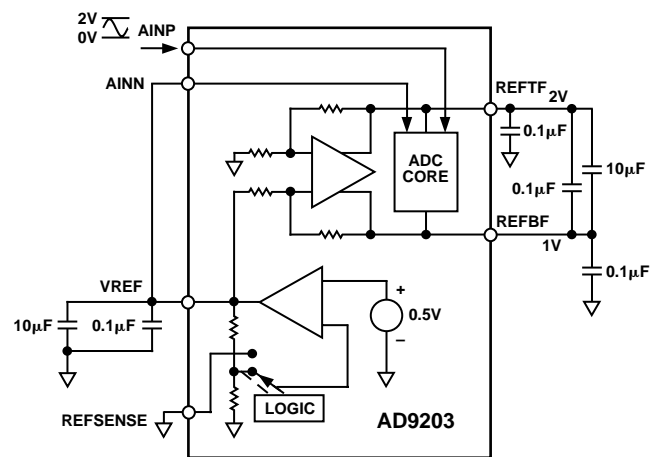 2V
0V
AINP
AINN
REFTF
2V
0.1μF
ADC
CORE
10μF
0.1μF
REFBF
1V
VREF
0.1μF
+
0.5V
–
10μF
0.1μF
REFSENSE
LOGIC
AD9203